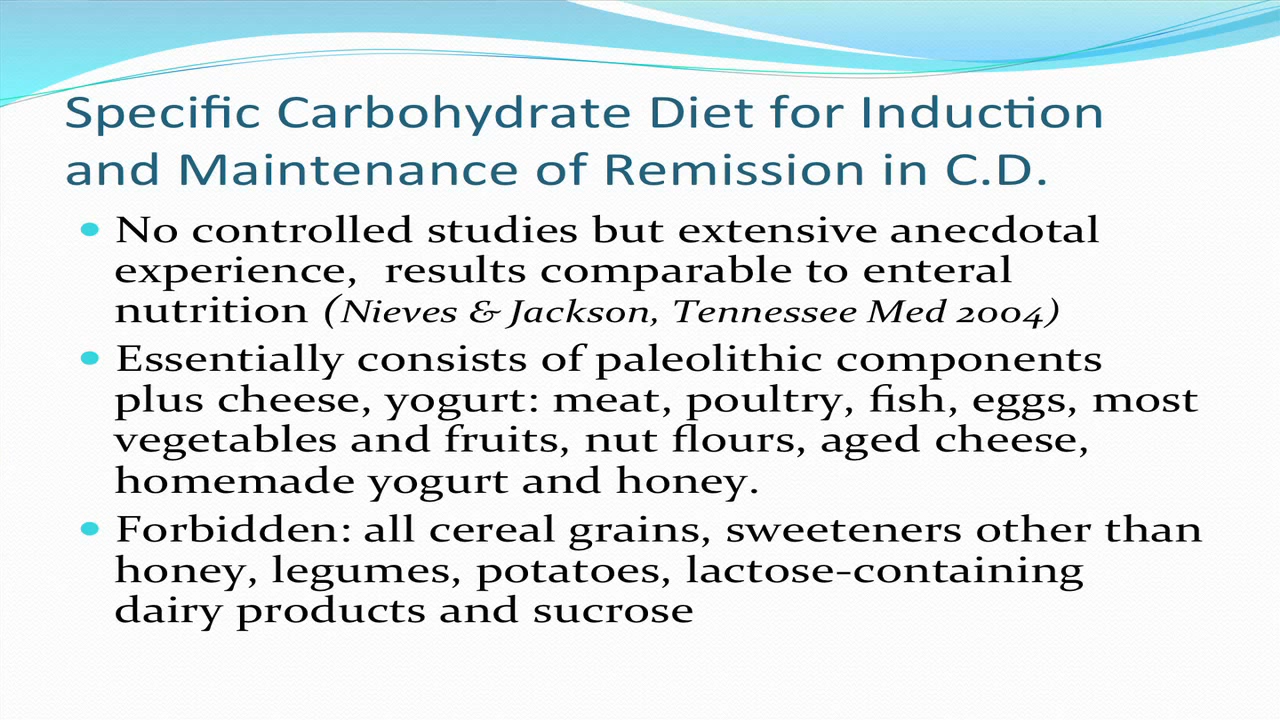 Specific Carbohydrate Diet for Induction
and Maintenance of Remission in C.D.
• No controlled studies but extensive anecdotal
experience,  results comparable to enteral
nutrition (Nieves & Jackson, Tennessee Med 2004)
• Essentially consists of paleolithic components
plus cheese, yogurt: meat, poultry, fish, eggs, most
vegetables and fruits, nut flours, aged cheese,
homemade yogurt and honey.
• Forbidden: all cereal grains, sweeteners other than
honey, legumes, potatoes, lactose-containing
dairy products and sucrose